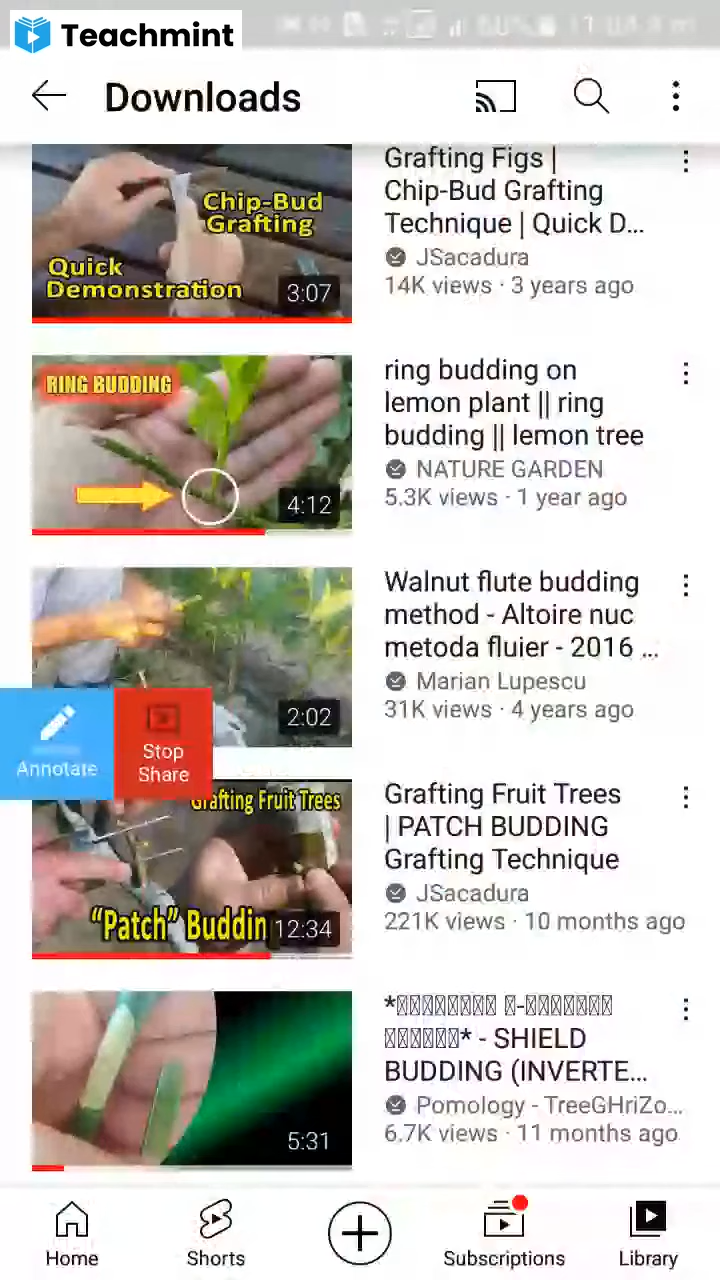 Teachmint
Downloads
Chip-Bud
Grafting
Quick
Demonstration
3:07
Grafting Figs |
Chip-Bud Grafting
Technique | Quick D...
JSacadura
14K views · 3 years ago
RING BUDDING
4:12
ring budding on
lemon plant || ring
budding || lemon tree
NATURE GARDEN
5.3K views · 1 year ago
2:02
Walnut flute budding
method - Altoire nuc
metoda fluier - 2016 ...
Marian Lupescu
31K views · 4 years ago
Annotate
Stop
Share
Grafting Fruit Trees
"Patch" Buddin
12:34
Grafting Fruit Trees
| PATCH BUDDING
Grafting Technique
JSacadura
221K views · 10 months ago
5:31
* - SHIELD
BUDDING (INVERTE...
Pomology - TreeGHriZo...
6.7K views · 11 months ago
Home
Shorts
Subscriptions
Library